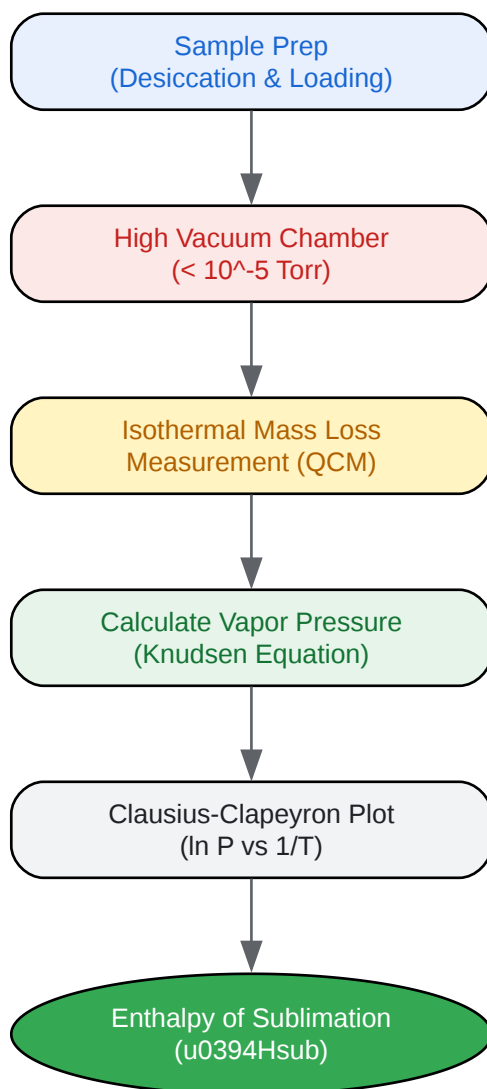 Sample Prep
(Desiccation & Loading)
High Vacuum Chamber
(< 10^-5 Torr)
Isothermal Mass Loss
Measurement (QCM)
Calculate Vapor Pressure
(Knudsen Equation)
Clausius-Clapeyron Plot
(ln P vs 1/T)
Enthalpy of Sublimation
(u0394Hsub)